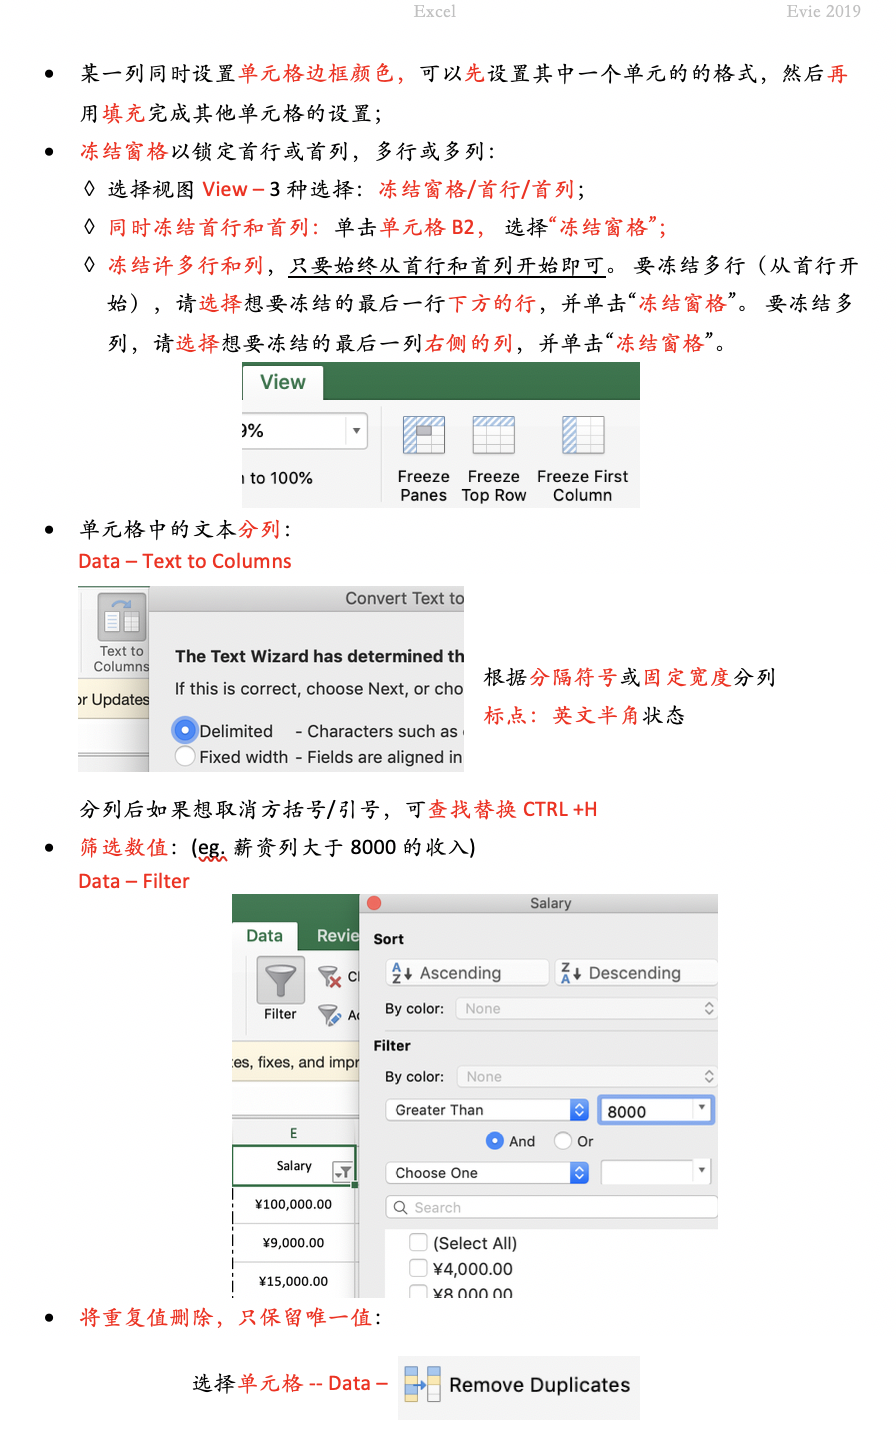 Excel Evie 2019
• 某一列同时设置单元格边框颜色，可以先设置其中一个单元的的格式，然后再
用填充完成其他单元格的设置；
• 冻结窗格以锁定首行或首列，多行或多列：
◊ 选择视图 View – 3 种选择：冻结窗格/首行/首列；
◊ 同时冻结首行和首列：单击单元格 B2， 选择“冻结窗格”；
◊ 冻结许多行和列，只要始终从首行和首列开始即可。 要冻结多行（从首行开
始），请选择想要冻结的最后一行下方的行，并单击“冻结窗格”。 要冻结多
列，请选择想要冻结的最后一列右侧的列，并单击“冻结窗格”。
View
9%
to 100%
Freeze Panes
Freeze Top Row
Freeze First Column
• 单元格中的文本分列：
Data – Text to Columns
Convert Text to
Text to
Columns
or Updates
The Text Wizard has determined th
If this is correct, choose Next, or cho
Delimited - Characters such as
Fixed width - Fields are aligned in
根据分隔符号或固定宽度分列
标点：英文半角状态
分列后如果想取消方括号/引号，可查找替换 CTRL +H
• 筛选数值：(eg. 薪资列大于 8000 的收入)
Data – Filter
Data Revie
Filter
Cl
Ac
es, fixes, and impr
E
Salary
¥100,000.00
¥9,000.00
¥15,000.00
Salary
Sort
A Z Ascending Z A Descending
By color: None
Filter
By color: None
Greater Than 8000
And Or
Choose One
Search
(Select All)
¥4,000.00
¥8,000.00
• 将重复值删除，只保留唯一值：
选择单元格 -- Data – Remove Duplicates